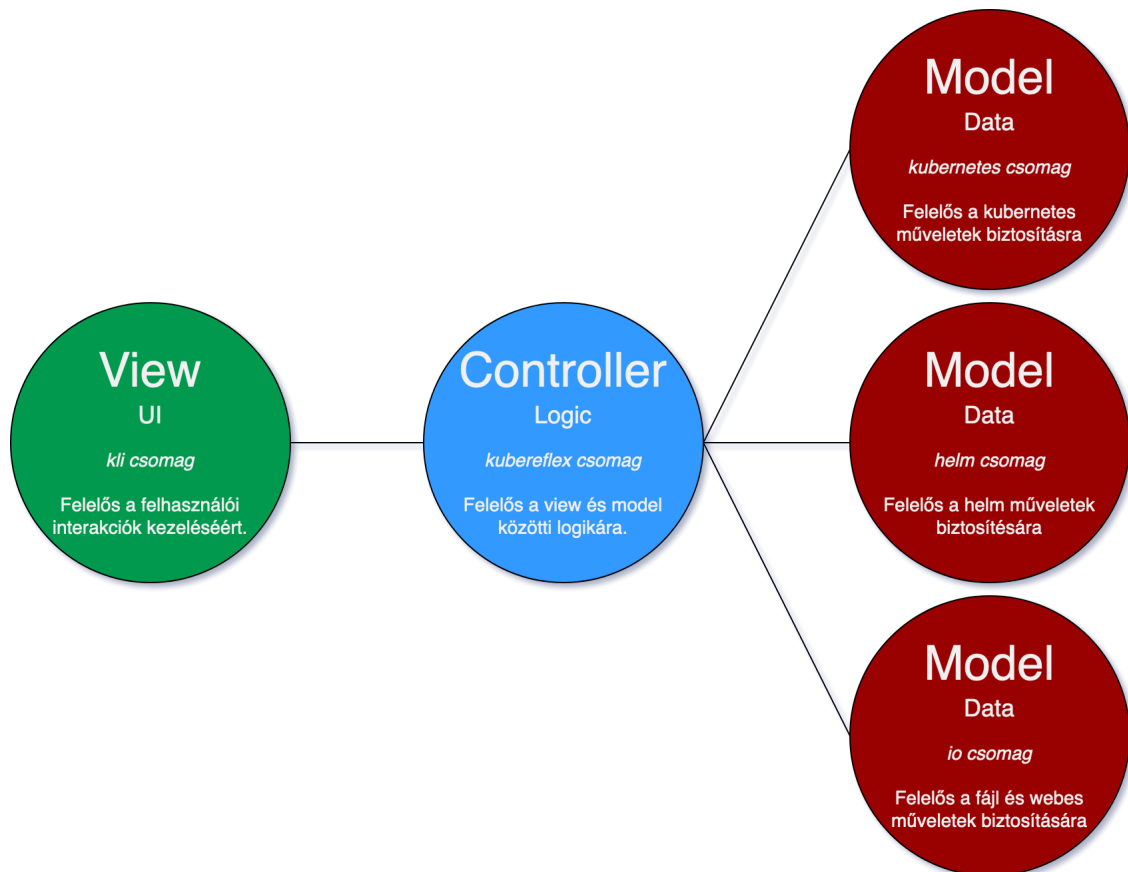 View
UI
kli csomag
Felelős a felhasználói
interakciók kezeléséért.
Controller
Logic
kubereflex csomag
Felelős a view és model
közötti logikára.
Model
Data
kubernetes csomag
Felelős a kubernetes
műveletek biztosításra
Model
Data
helm csomag
Felelős a helm műveletek
biztosítésára
Model
Data
io csomag
Felelős a fájl és webes
műveletek biztosítására